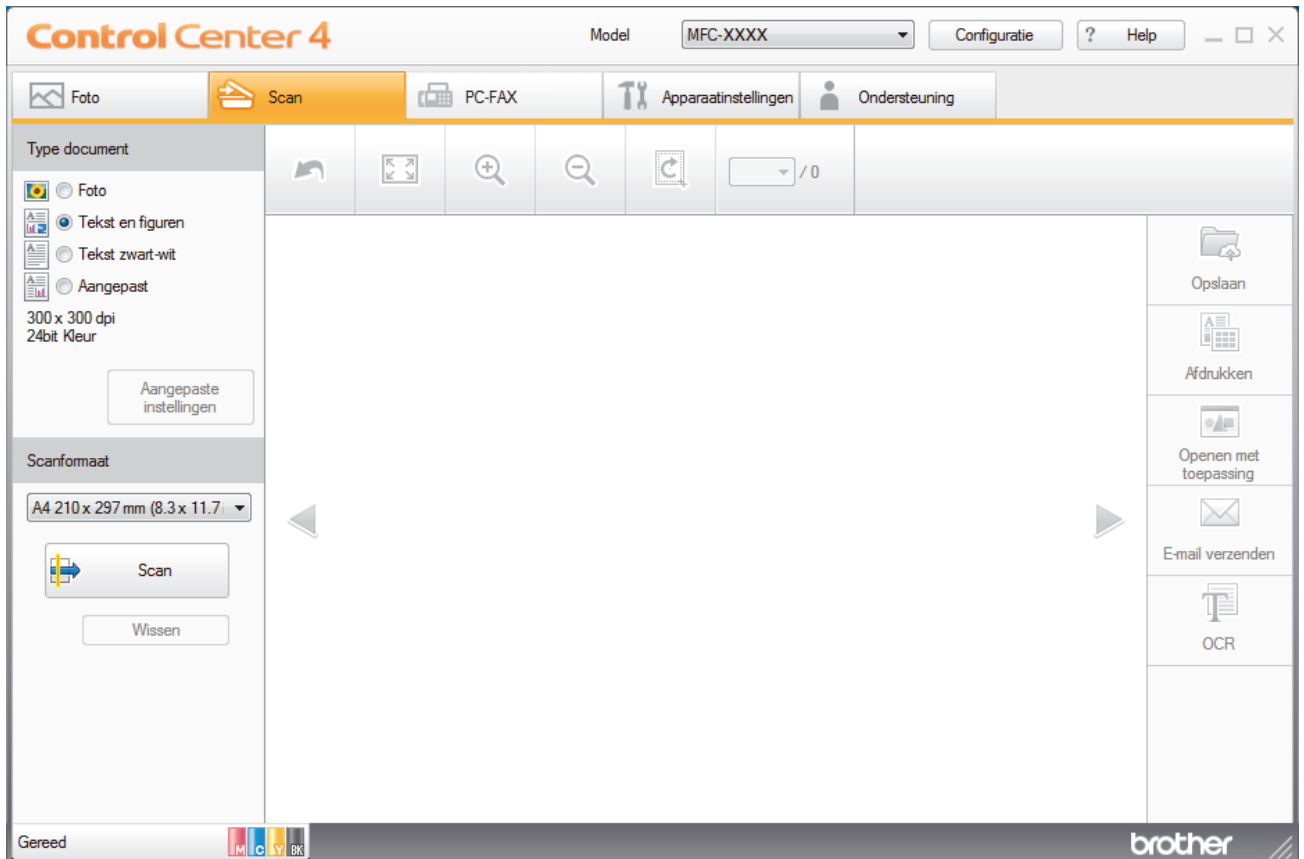 Control Center 4
Model
MFC-XXXX
Configuratie
? Help
Foto
Scan
PC-FAX
Apparaatinstellingen
Ondersteuning
Type document
Foto
Tekst en figuren
Tekst zwart-wit
Aangepast
300 x 300 dpi
24bit Kleur
Aangepaste
instellingen
/ 0
Scanformaat
A4 210 x 297 mm (8.3 x 11.7
Scan
Wissen
Opslaan
Afdrukken
Openen met
toepassing
E-mail verzenden
OCR
Gereed
M C Y BK
brother